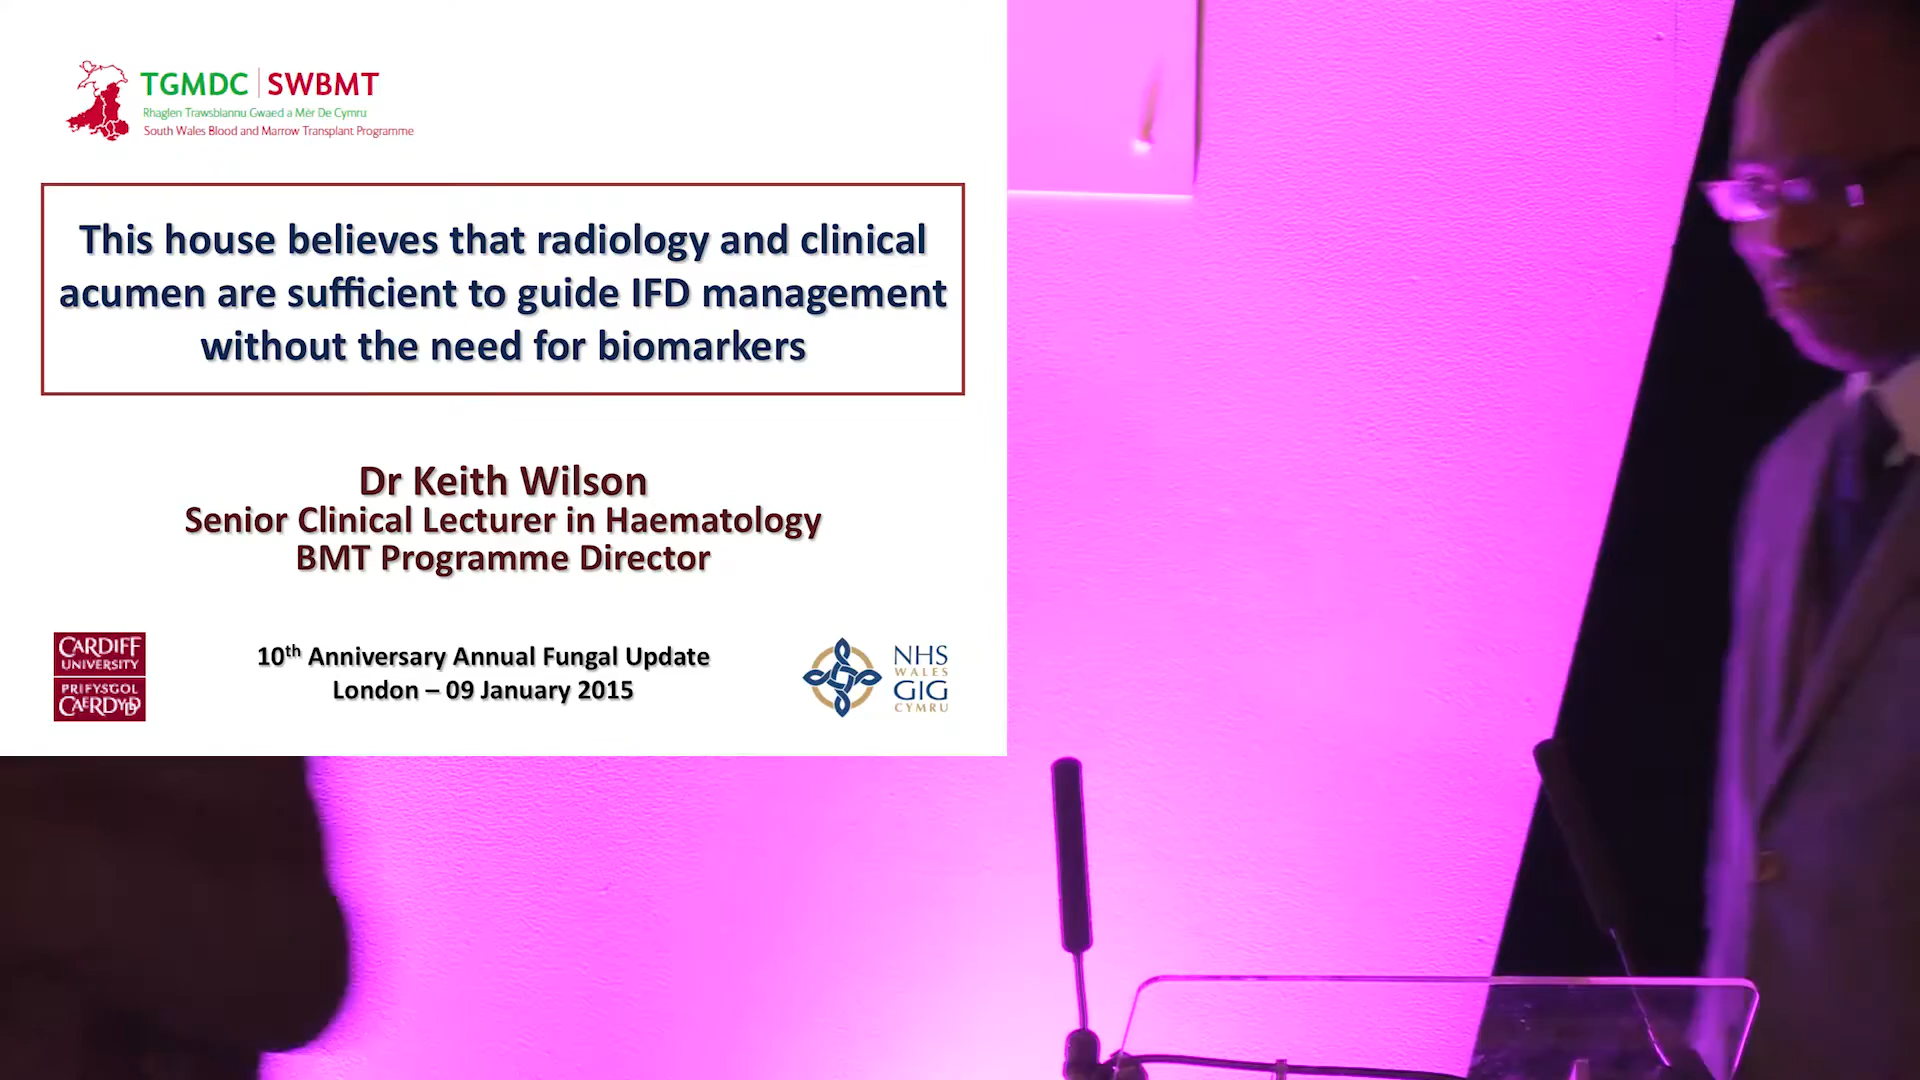 TGMDC | SWBMT
Rhaglen Trawsblannu Gwaed a Mêr De Cymru
South Wales Blood and Marrow Transplant Programme
This house believes that radiology and clinical
acumen are sufficient to guide IFD management
without the need for biomarkers
Dr Keith Wilson
Senior Clinical Lecturer in Haematology
BMT Programme Director
CARDIFF
UNIVERSITY
PRIFYSGOL
CAERDYDD
10th Anniversary Annual Fungal Update
London – 09 January 2015
NHS
WALES
GIG
CYMRU